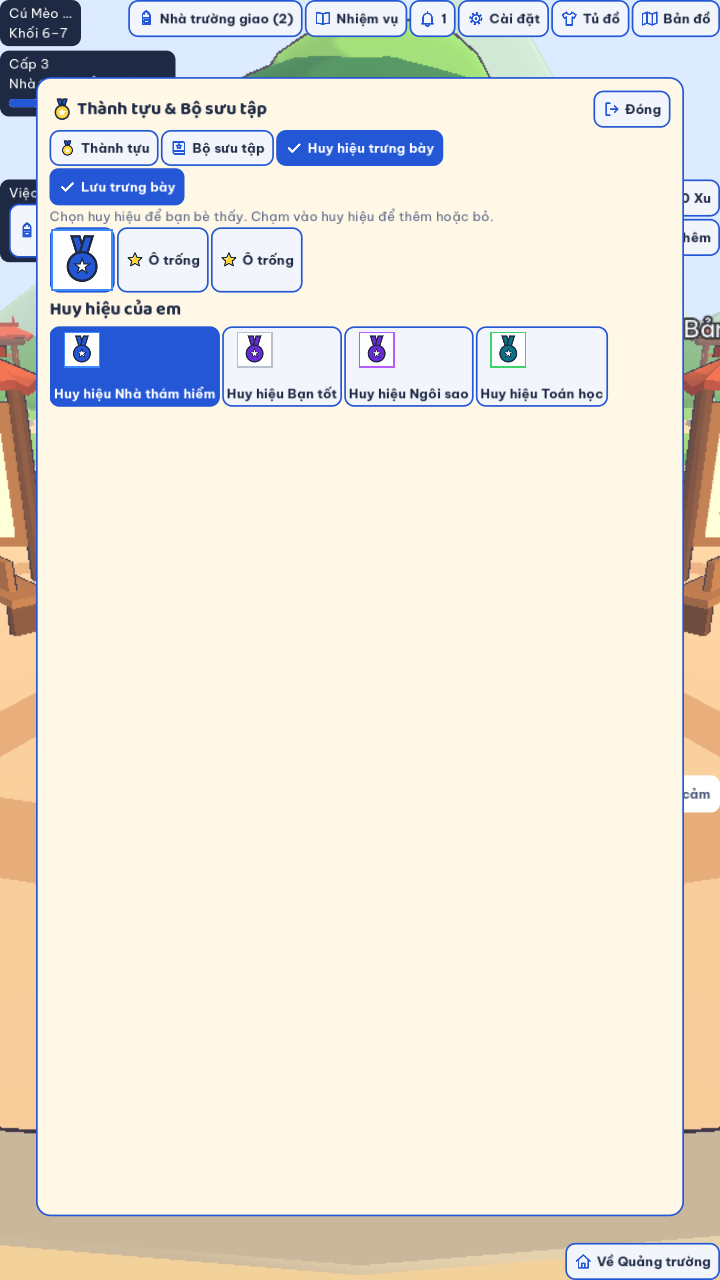 Cú Mèo ...
Khối 6–7
Nhà trường giao (2)
Nhiệm vụ
1
Cài đặt
Tủ đồ
Bản đồ
Cấp 3
Nhà
Thành tựu & Bộ sưu tập
Đóng
Thành tựu
Bộ sưu tập
Huy hiệu trưng bày
Lưu trưng bày
Việc
Xu
Chọn huy hiệu để bạn bè thấy. Chạm vào huy hiệu để thêm hoặc bỏ.
Ô trống
Ô trống
Huy hiệu của em
Huy hiệu Nhà thám hiểm
Huy hiệu Bạn tốt
Huy hiệu Ngôi sao
Huy hiệu Toán học
cảm
Về Quảng trường